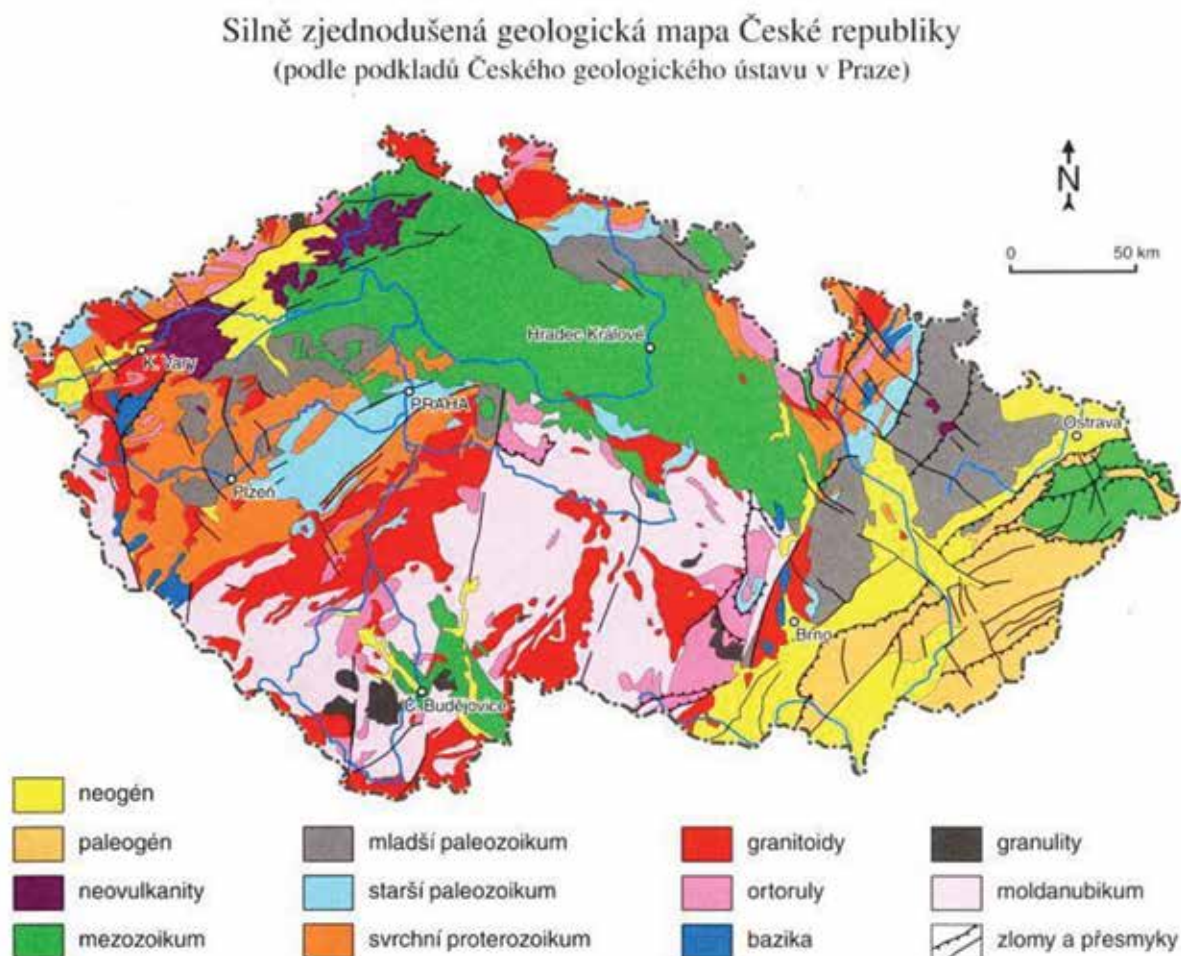 Silně zjednodušená geologická mapa České republiky
(podle podkladů Českého geologického ústavu v Praze)
N
0 50 km
Hradec Králové
K. Vary
PRAHA
Ostrava
Plzeň
Brno
Č. Budějovice
neogén
paleogén
neovulkanity
mezozoikum
mladší paleozoikum
starší paleozoikum
svrchní proterozoikum
granitoidy
ortoruly
bazika
granulity
moldanubikum
zlomy a přesmyky